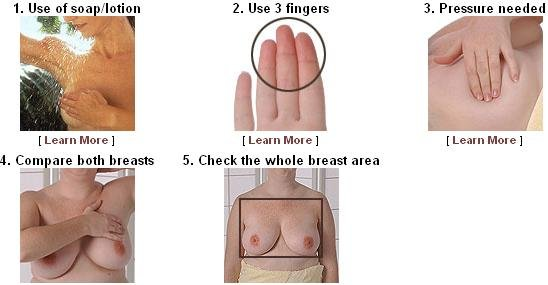 1. Use of soap/lotion
2. Use 3 fingers
3. Pressure needed
[ Learn More ]
[ Learn More ]
[ Learn More ]
4. Compare both breasts
5. Check the whole breast area